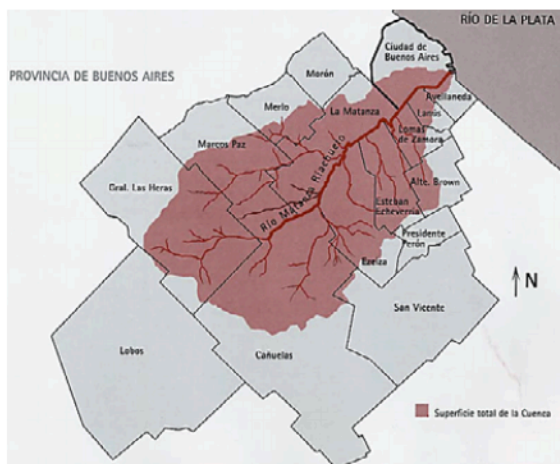 RÍO DE LA PLATA
Ciudad de
Buenos Aires
PROVINCIA DE BUENOS AIRES
Morón
Avellaneda
Merlo
La Matanza
Lanús
Lomas
de Zamora
Marcos Paz
Gral. Las Heras
Alte. Brown
Río Matanza Riachuelo
Esteban
Echeverría
Presidente
Perón
Ezeiza
N
San Vicente
Lobos
Cañuelas
Superficie total de la Cuenca